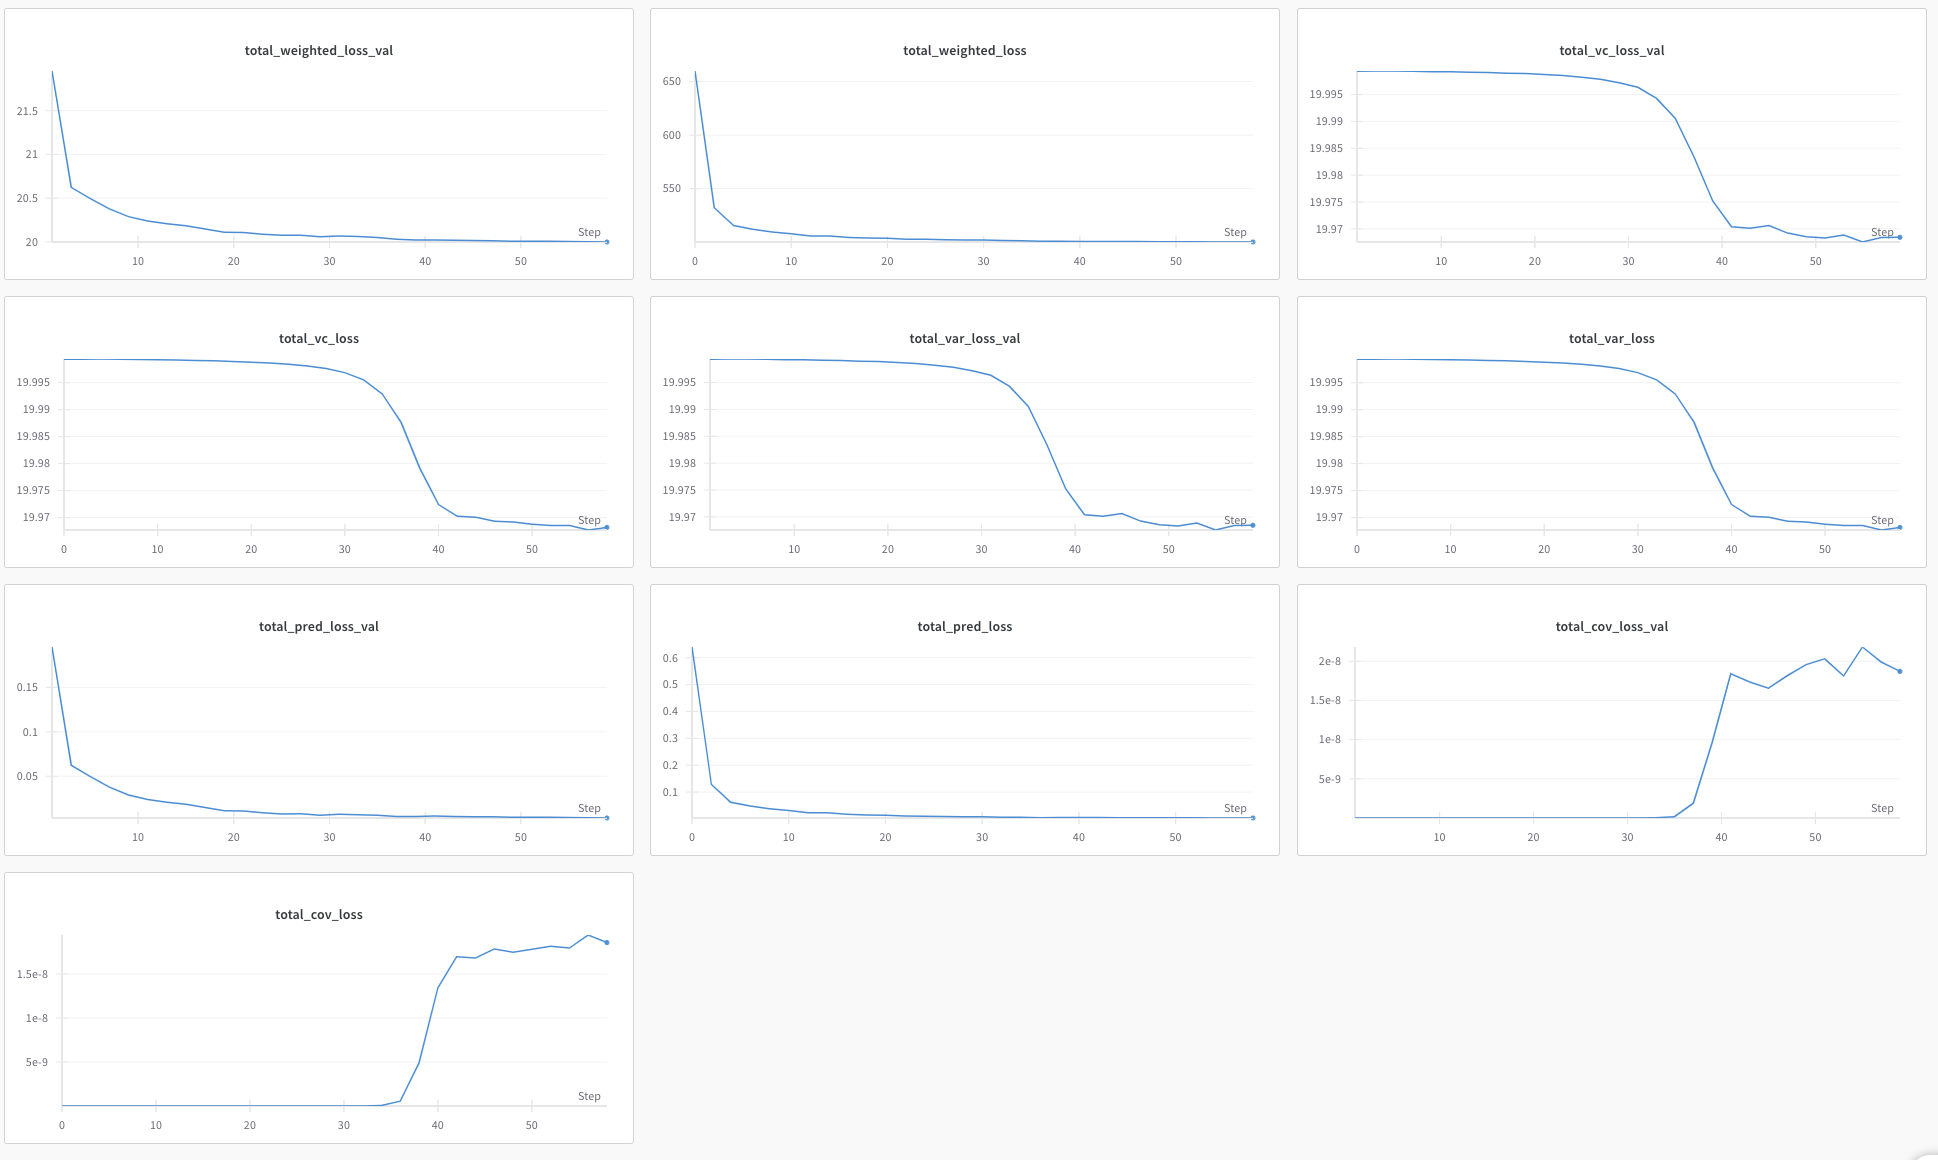 total_weighted_loss_val
21.5
21
20.5
20
Step
10 20 30 40 50
total_weighted_loss
650
600
550
Step
0 10 20 30 40 50
total_vc_loss_val
19.995
19.99
19.985
19.98
19.975
19.97
Step
10 20 30 40 50
total_vc_loss
19.995
19.99
19.985
19.98
19.975
19.97
Step
0 10 20 30 40 50
total_var_loss_val
19.995
19.99
19.985
19.98
19.975
19.97
Step
10 20 30 40 50
total_var_loss
19.995
19.99
19.985
19.98
19.975
19.97
Step
0 10 20 30 40 50
total_pred_loss_val
0.15
0.1
0.05
Step
10 20 30 40 50
total_pred_loss
0.6
0.5
0.4
0.3
0.2
0.1
Step
0 10 20 30 40 50
total_cov_loss_val
2e-8
1.5e-8
1e-8
5e-9
Step
10 20 30 40 50
total_cov_loss
1.5e-8
1e-8
5e-9
Step
0 10 20 30 40 50